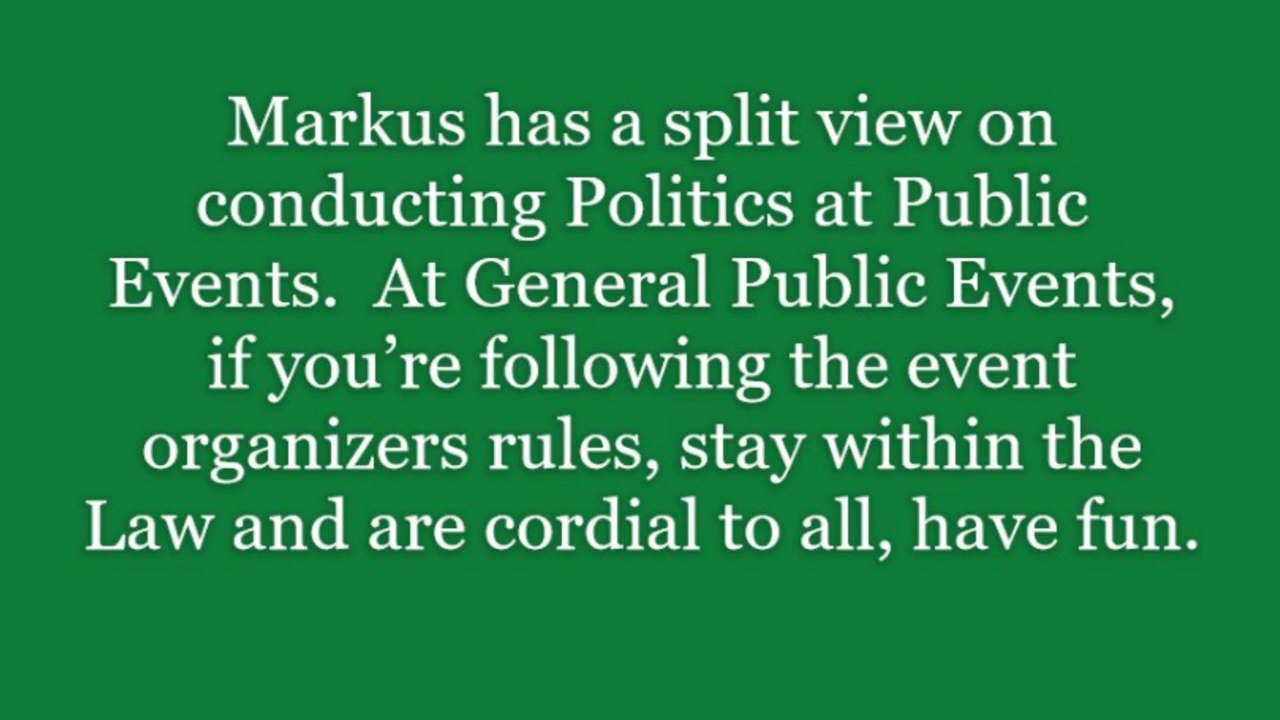 Markus has a split view on
conducting Politics at Public
Events.  At General Public Events,
if you’re following the event
organizers rules, stay within the
Law and are cordial to all, have fun.